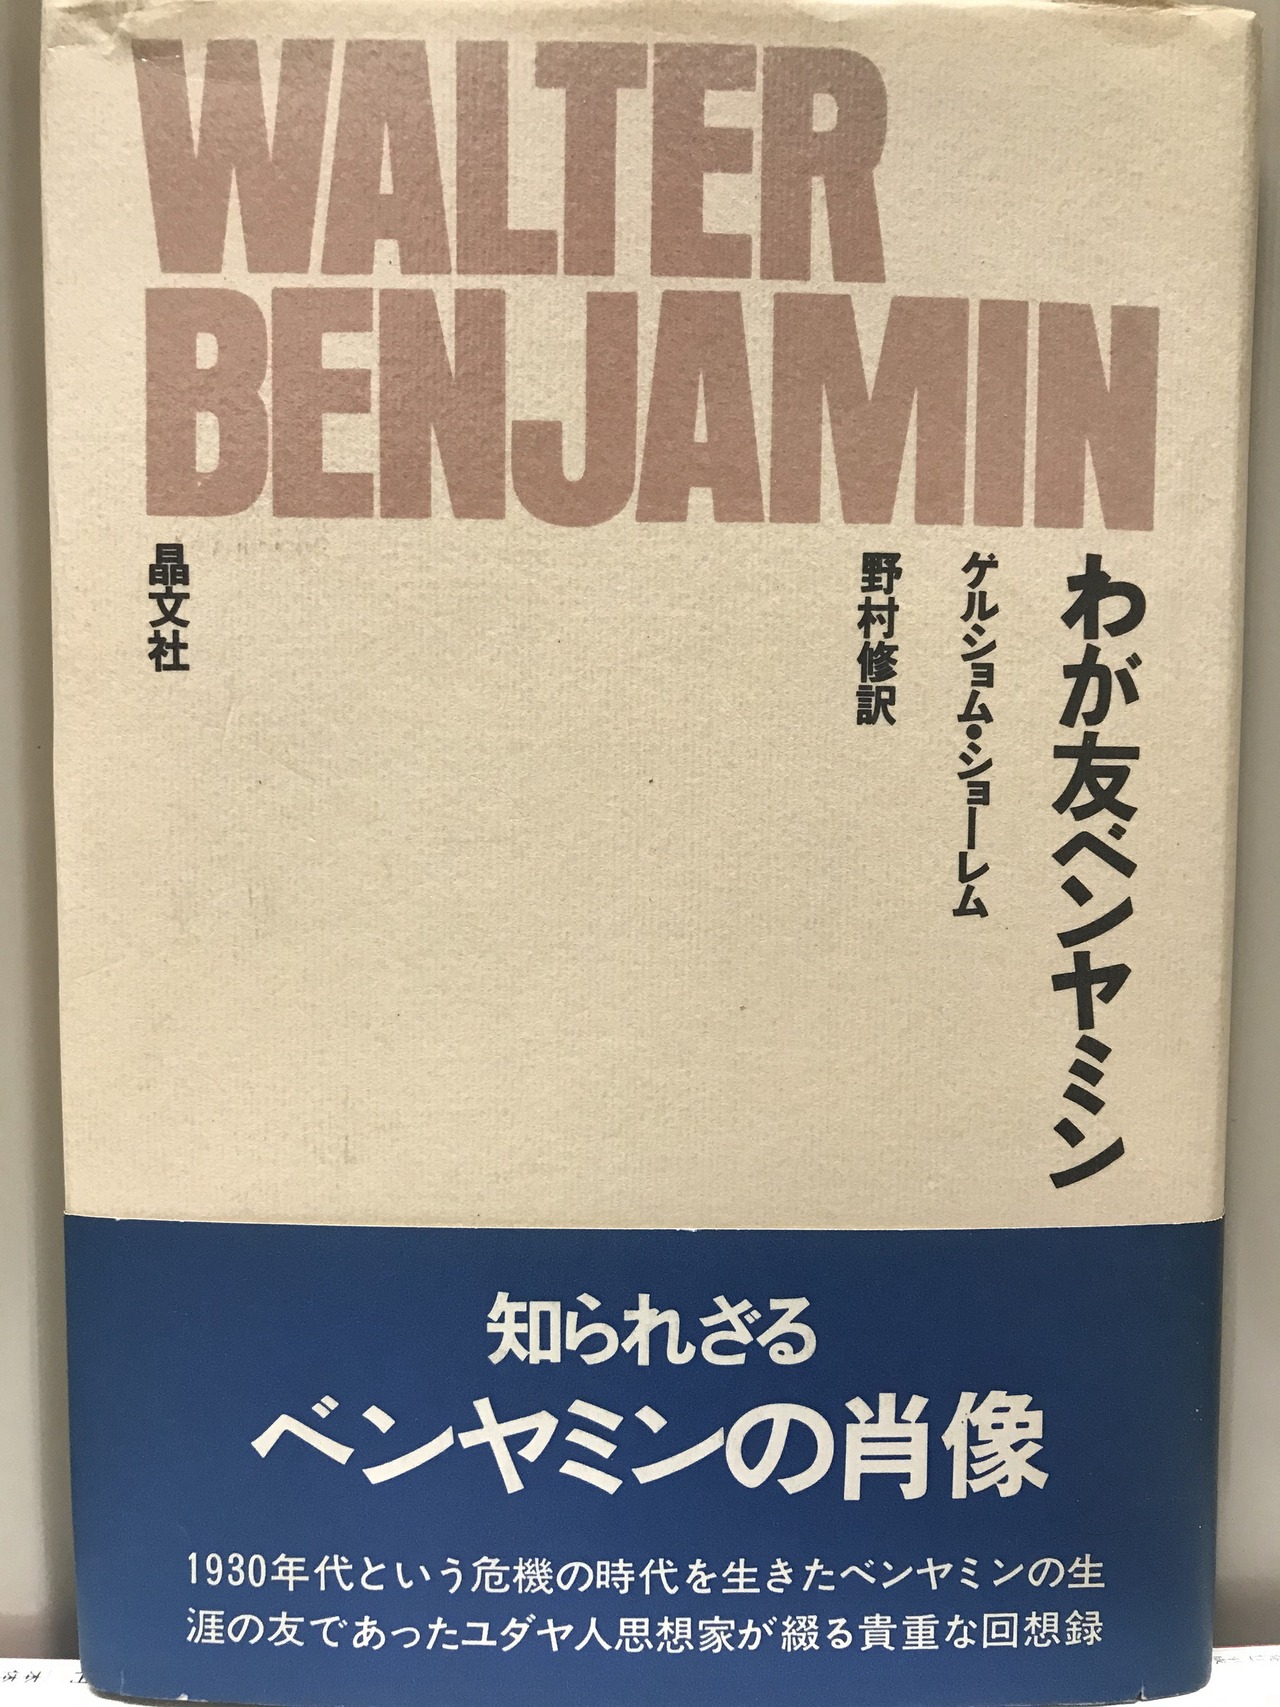 WALTER
BENJAMIN
わが友ベンヤミン
ゲルショム・ショーレム
野村修訳
晶文社
知られざる
ベンヤミンの肖像
1930年代という危機の時代を生きたベンヤミンの生
涯の友であったユダヤ人思想家が綴る貴重な回想録